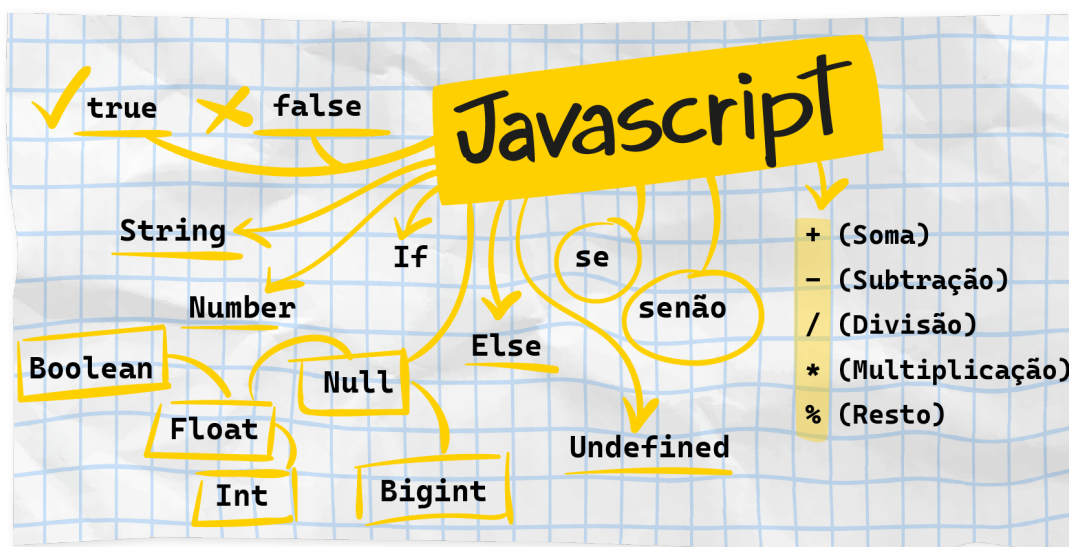 Javascript
true
false
String
Number
If
Else
se
senão
Undefined
Boolean
Float
Int
Null
Bigint
+ (Soma)
- (Subtração)
/ (Divisão)
* (Multiplicação)
% (Resto)